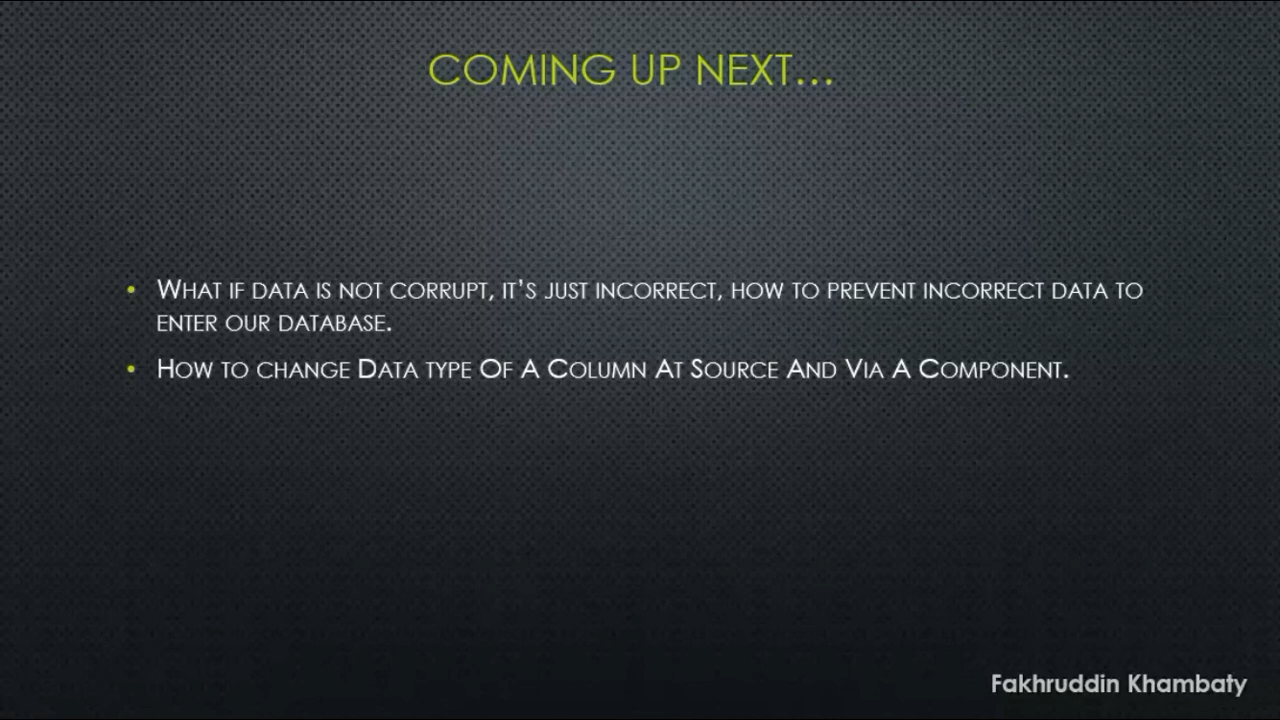 COMING UP NEXT...
• WHAT IF DATA IS NOT CORRUPT, IT'S JUST INCORRECT, HOW TO PREVENT INCORRECT DATA TO
ENTER OUR DATABASE.
• HOW TO CHANGE DATA TYPE OF A COLUMN AT SOURCE AND VIA A COMPONENT.
Fakhruddin Khambaty